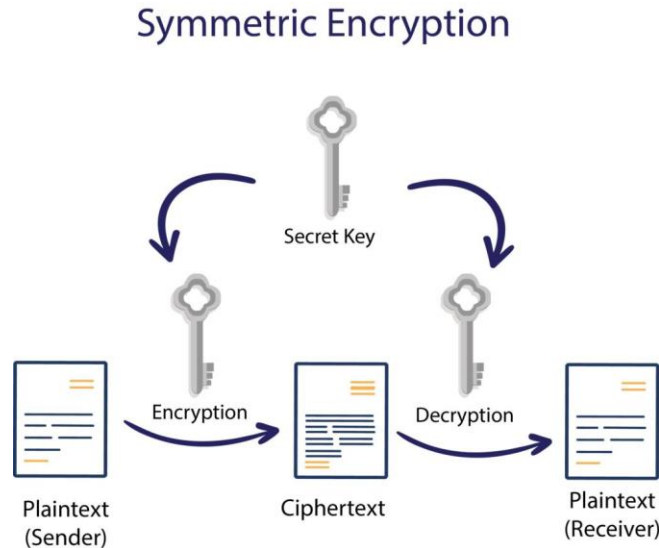 Symmetric Encryption
Secret Key
Encryption
Decryption
Plaintext
(Sender)
Ciphertext
Plaintext
(Receiver)